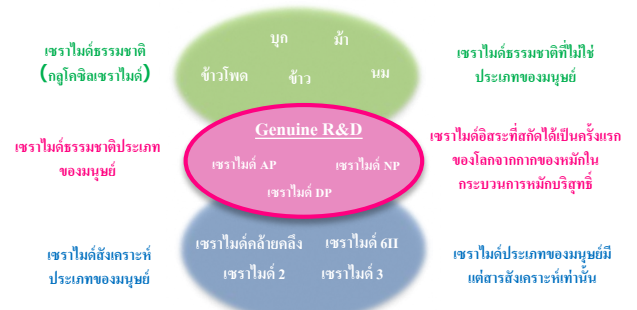 เซราไมด์ธรรมชาติ
(กลูโคซิลเซราไมด์)
บุก
ม้า
ข้าวโพด
ข้าว
นม
เซราไมด์ธรรมชาติที่ไม่ใช่
ประเภทของมนุษย์
เซราไมด์ธรรมชาติประเภท
ของมนุษย์
Genuine R&D
เซราไมด์ AP
เซราไมด์ NP
เซราไมด์ DP
เซราไมด์อิสระที่สกัดได้เป็นครั้งแรก
ของโลกจากกากของหมักใน
กระบวนการหมักบริสุทธิ์
เซราไมด์สังเคราะห์
ประเภทของมนุษย์
เซราไมด์คล้ายคลึง
เซราไมด์ 6II
เซราไมด์ 2
เซราไมด์ 3
เซราไมด์ประเภทของมนุษย์มี
แต่สารสังเคราะห์เท่านั้น